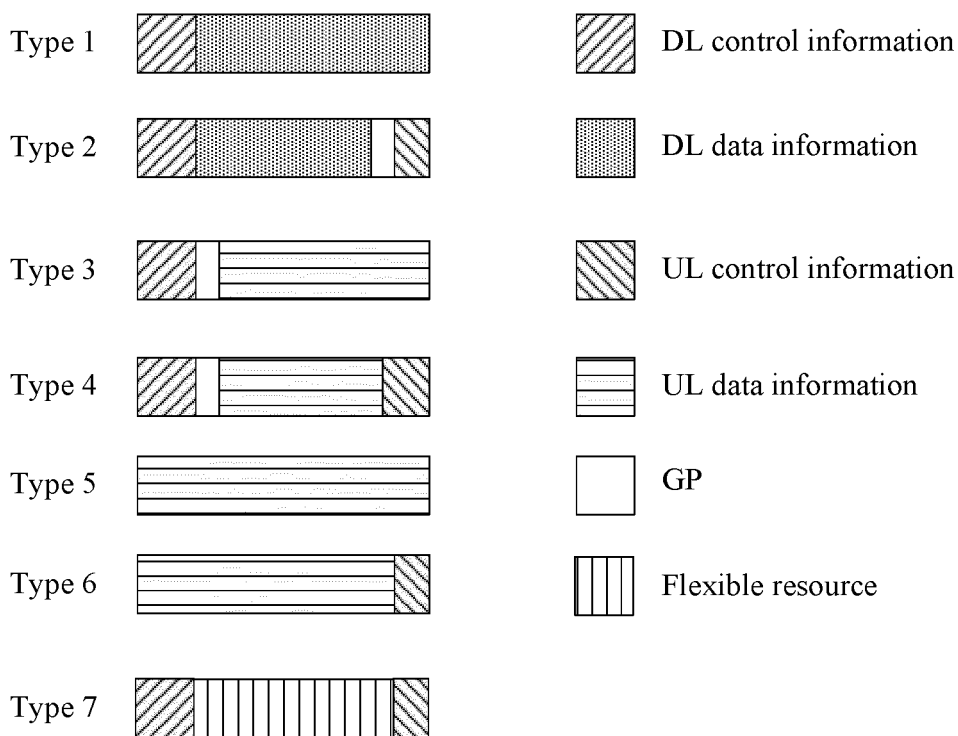 Type 1
DL control information
Type 2
DL data information
Type 3
UL control information
Type 4
UL data information
Type 5
GP
Type 6
Flexible resource
Type 7